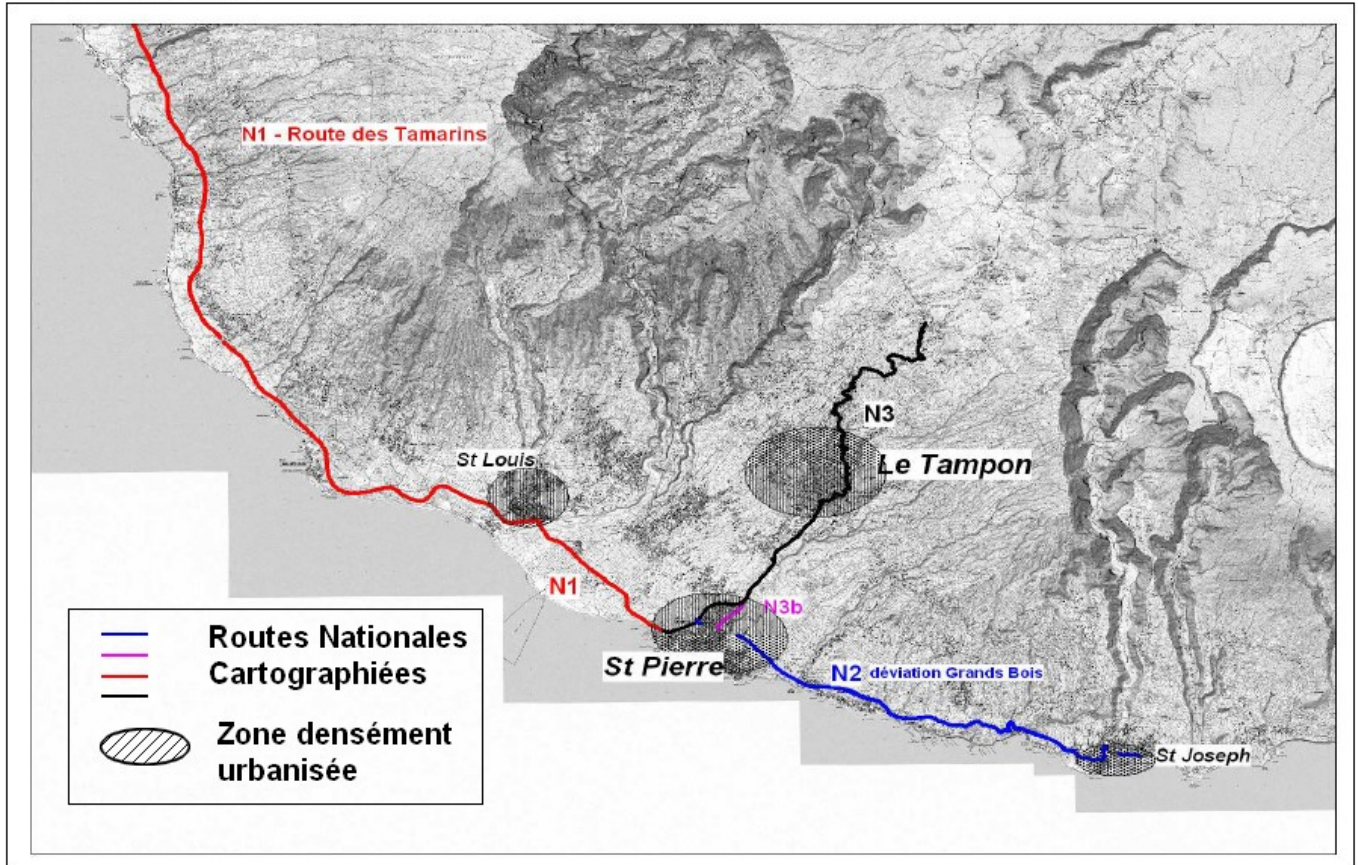 N1 - Route des Tamarins
N3
St Louis
Le Tampon
N1
N3b
St Pierre
N2 déviation Grands Bois
St Joseph
Routes Nationales
Cartographiées
Zone densément
urbanisée